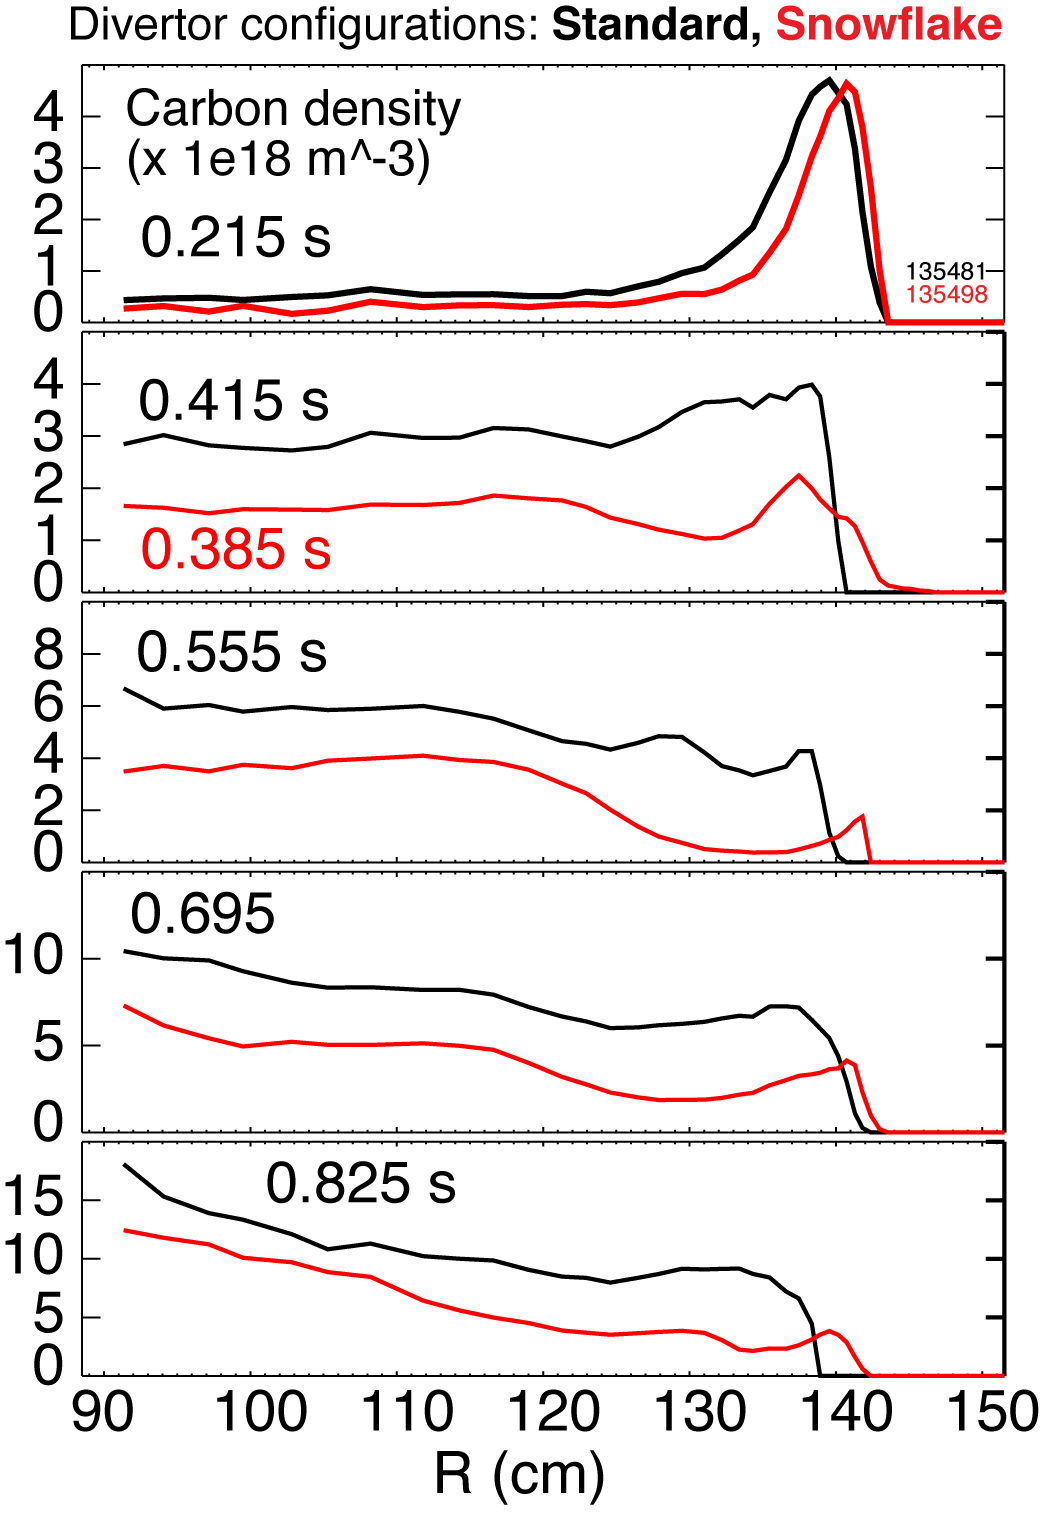 Divertor configurations: Standard, Snowflake
Carbon density
(x 1e18 m^-3)
0.215 s
135481
135498
4
3
2
1
0
0.415 s
0.385 s
4
3
2
1
0
0.555 s
8
6
4
2
0
0.695
10
5
0
0.825 s
15
10
5
0
90 100 110 120 130 140 150
R (cm)